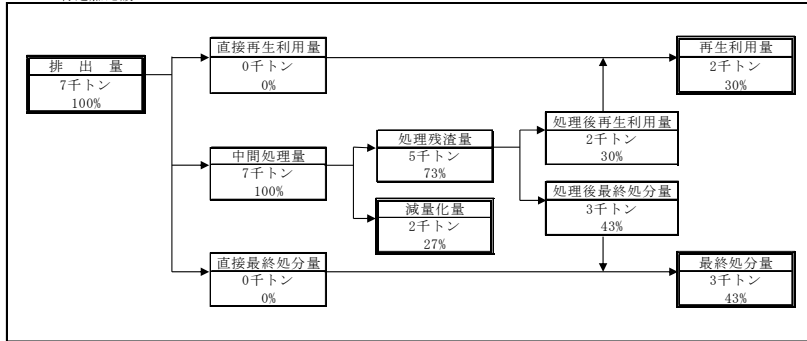 直接再生利用量
0千トン
0%
再生利用量
2千トン
30%
排 出 量
7千トン
100%
処理後再生利用量
2千トン
30%
処理残渣量
5千トン
73%
中間処理量
7千トン
100%
処理後最終処分量
3千トン
43%
減量化量
2千トン
27%
直接最終処分量
0千トン
0%
最終処分量
3千トン
43%